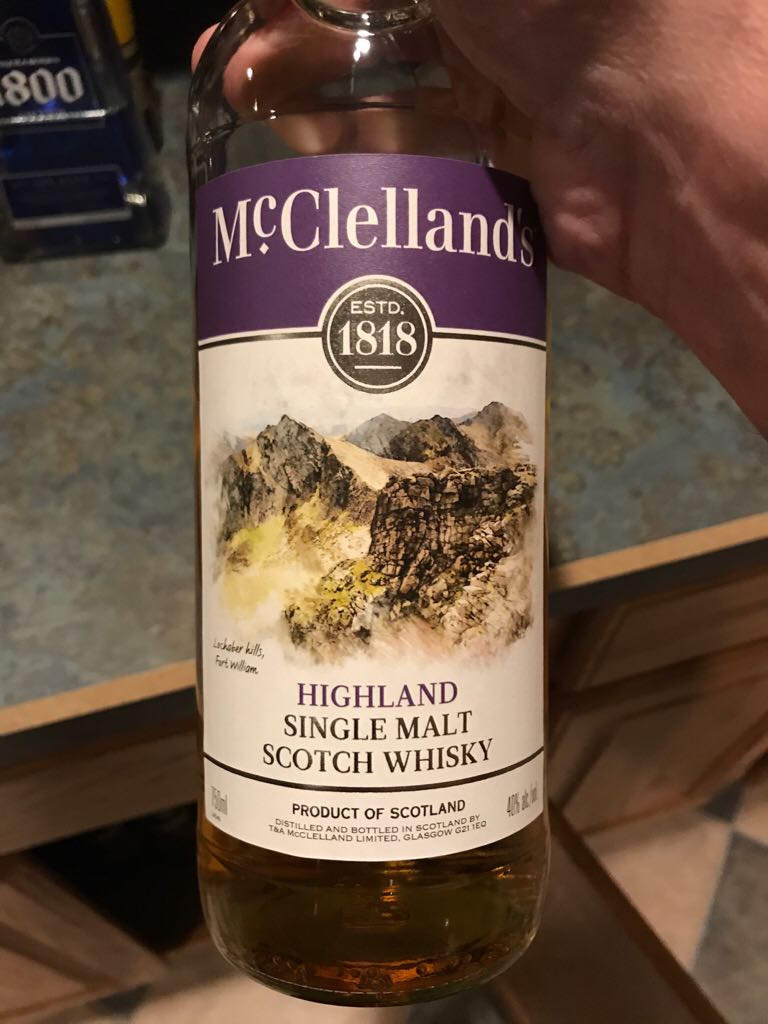 1800
McClelland's
ESTD.
1818
Lochaber hills,
Fort William
HIGHLAND
SINGLE MALT
SCOTCH WHISKY
750ml
40% alc./vol.
PRODUCT OF SCOTLAND
DISTILLED AND BOTTLED IN SCOTLAND BY
T&A McCLELLAND LIMITED, GLASGOW G21 1EQ